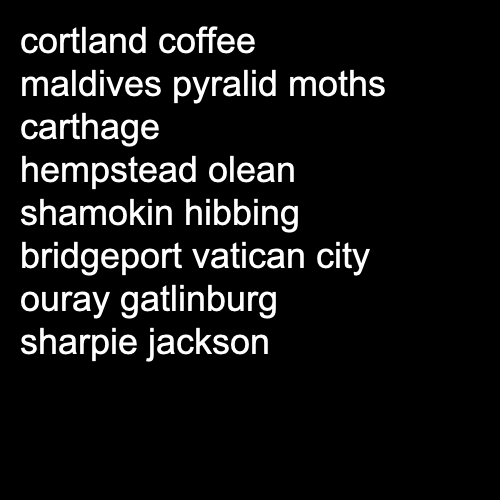 cortland coffee
maldives pyralid moths
carthage
hempstead olean
shamokin hibbing
bridgeport vatican city
ouray gatlinburg
sharpie jackson